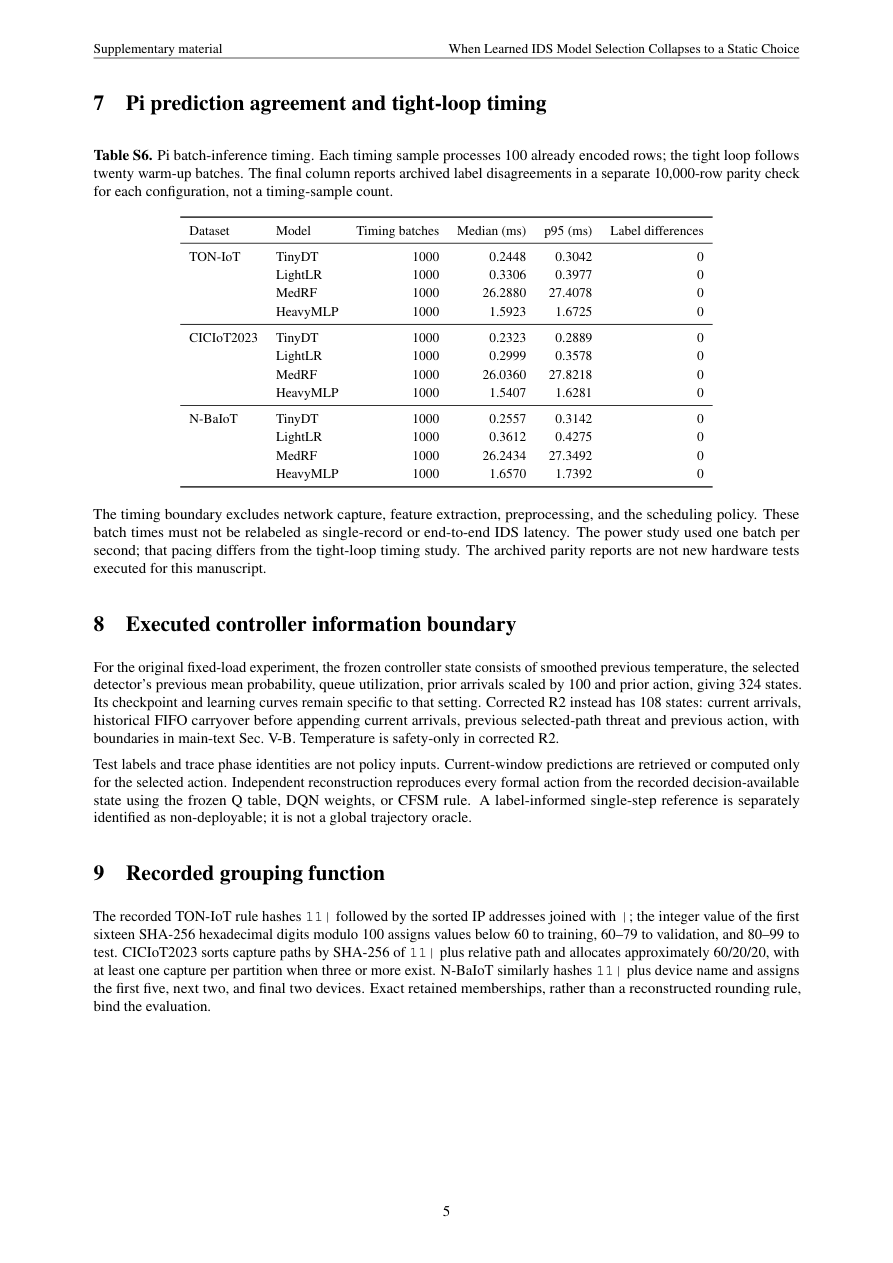 Supplementary material When Learned IDS Model Selection Collapses to a Static Choice
7 Pi prediction agreement and tight-loop timing
Table S6. Pi batch-inference timing. Each timing sample processes 100 already encoded rows; the tight loop follows
twenty warm-up batches. The final column reports archived label disagreements in a separate 10,000-row parity check
for each configuration, not a timing-sample count.
Dataset Model Timing batches Median (ms) p95 (ms) Label differences
TON-IoT TinyDT 1000 0.2448 0.3042 0
LightLR 1000 0.3306 0.3977 0
MedRF 1000 26.2880 27.4078 0
HeavyMLP 1000 1.5923 1.6725 0
CICIoT2023 TinyDT 1000 0.2323 0.2889 0
LightLR 1000 0.2999 0.3578 0
MedRF 1000 26.0360 27.8218 0
HeavyMLP 1000 1.5407 1.6281 0
N-BaIoT TinyDT 1000 0.2557 0.3142 0
LightLR 1000 0.3612 0.4275 0
MedRF 1000 26.2434 27.3492 0
HeavyMLP 1000 1.6570 1.7392 0
The timing boundary excludes network capture, feature extraction, preprocessing, and the scheduling policy. These
batch times must not be relabeled as single-record or end-to-end IDS latency. The power study used one batch per
second; that pacing differs from the tight-loop timing study. The archived parity reports are not new hardware tests
executed for this manuscript.
8 Executed controller information boundary
For the original fixed-load experiment, the frozen controller state consists of smoothed previous temperature, the selected
detector's previous mean probability, queue utilization, prior arrivals scaled by 100 and prior action, giving 324 states.
Its checkpoint and learning curves remain specific to that setting. Corrected R2 instead has 108 states: current arrivals,
historical FIFO carryover before appending current arrivals, previous selected-path threat and previous action, with
boundaries in main-text Sec. V-B. Temperature is safety-only in corrected R2.
Test labels and trace phase identities are not policy inputs. Current-window predictions are retrieved or computed only
for the selected action. Independent reconstruction reproduces every formal action from the recorded decision-available
state using the frozen Q table, DQN weights, or CFSM rule. A label-informed single-step reference is separately
identified as non-deployable; it is not a global trajectory oracle.
9 Recorded grouping function
The recorded TON-IoT rule hashes 11| followed by the sorted IP addresses joined with |; the integer value of the first
sixteen SHA-256 hexadecimal digits modulo 100 assigns values below 60 to training, 60–79 to validation, and 80–99 to
test. CICIoT2023 sorts capture paths by SHA-256 of 11| plus relative path and allocates approximately 60/20/20, with
at least one capture per partition when three or more exist. N-BaIoT similarly hashes 11| plus device name and assigns
the first five, next two, and final two devices. Exact retained memberships, rather than a reconstructed rounding rule,
bind the evaluation.
5